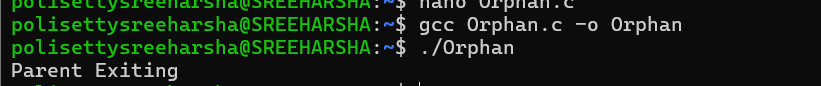 polisettysreeharsha@SREEHARSHA:~$ nano Orphan.c
polisettysreeharsha@SREEHARSHA:~$ gcc Orphan.c -o Orphan
polisettysreeharsha@SREEHARSHA:~$ ./Orphan
Parent Exiting